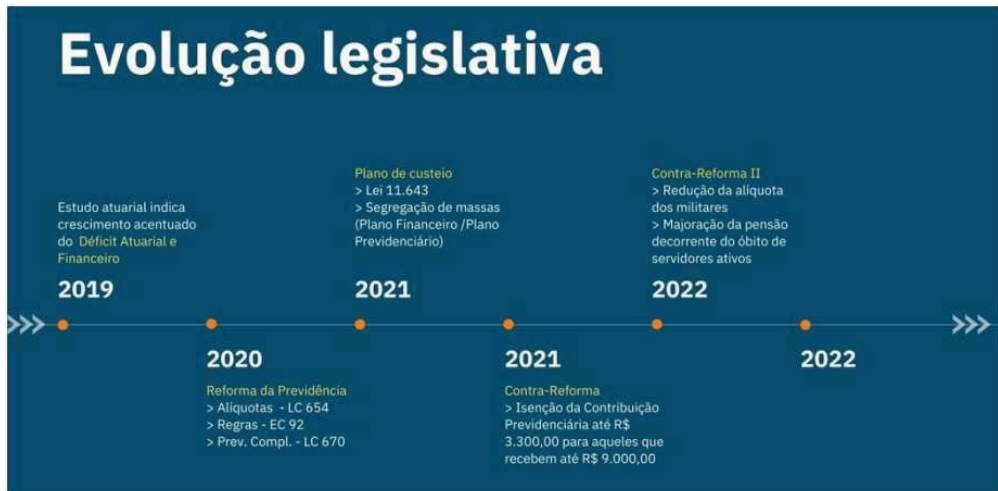 Evolução legislativa
Estudo atuarial indica
crescimento acentuado
do Déficit Atuarial e
Financeiro
2019
2020
Reforma da Previdência
> Alíquotas - LC 654
> Regras - EC 92
> Prev. Compl. - LC 670
Plano de custeio
> Lei 11.643
> Segregação de massas
(Plano Financeiro /Plano
Previdenciário)
2021
2021
Contra-Reforma
> Isenção da Contribuição
Previdenciária até R$
3.300,00 para aqueles que
recebem até R$ 9.000,00
Contra-Reforma II
> Redução da alíquota
dos militares
> Majoração da pensão
decorrente do óbito de
servidores ativos
2022
2022